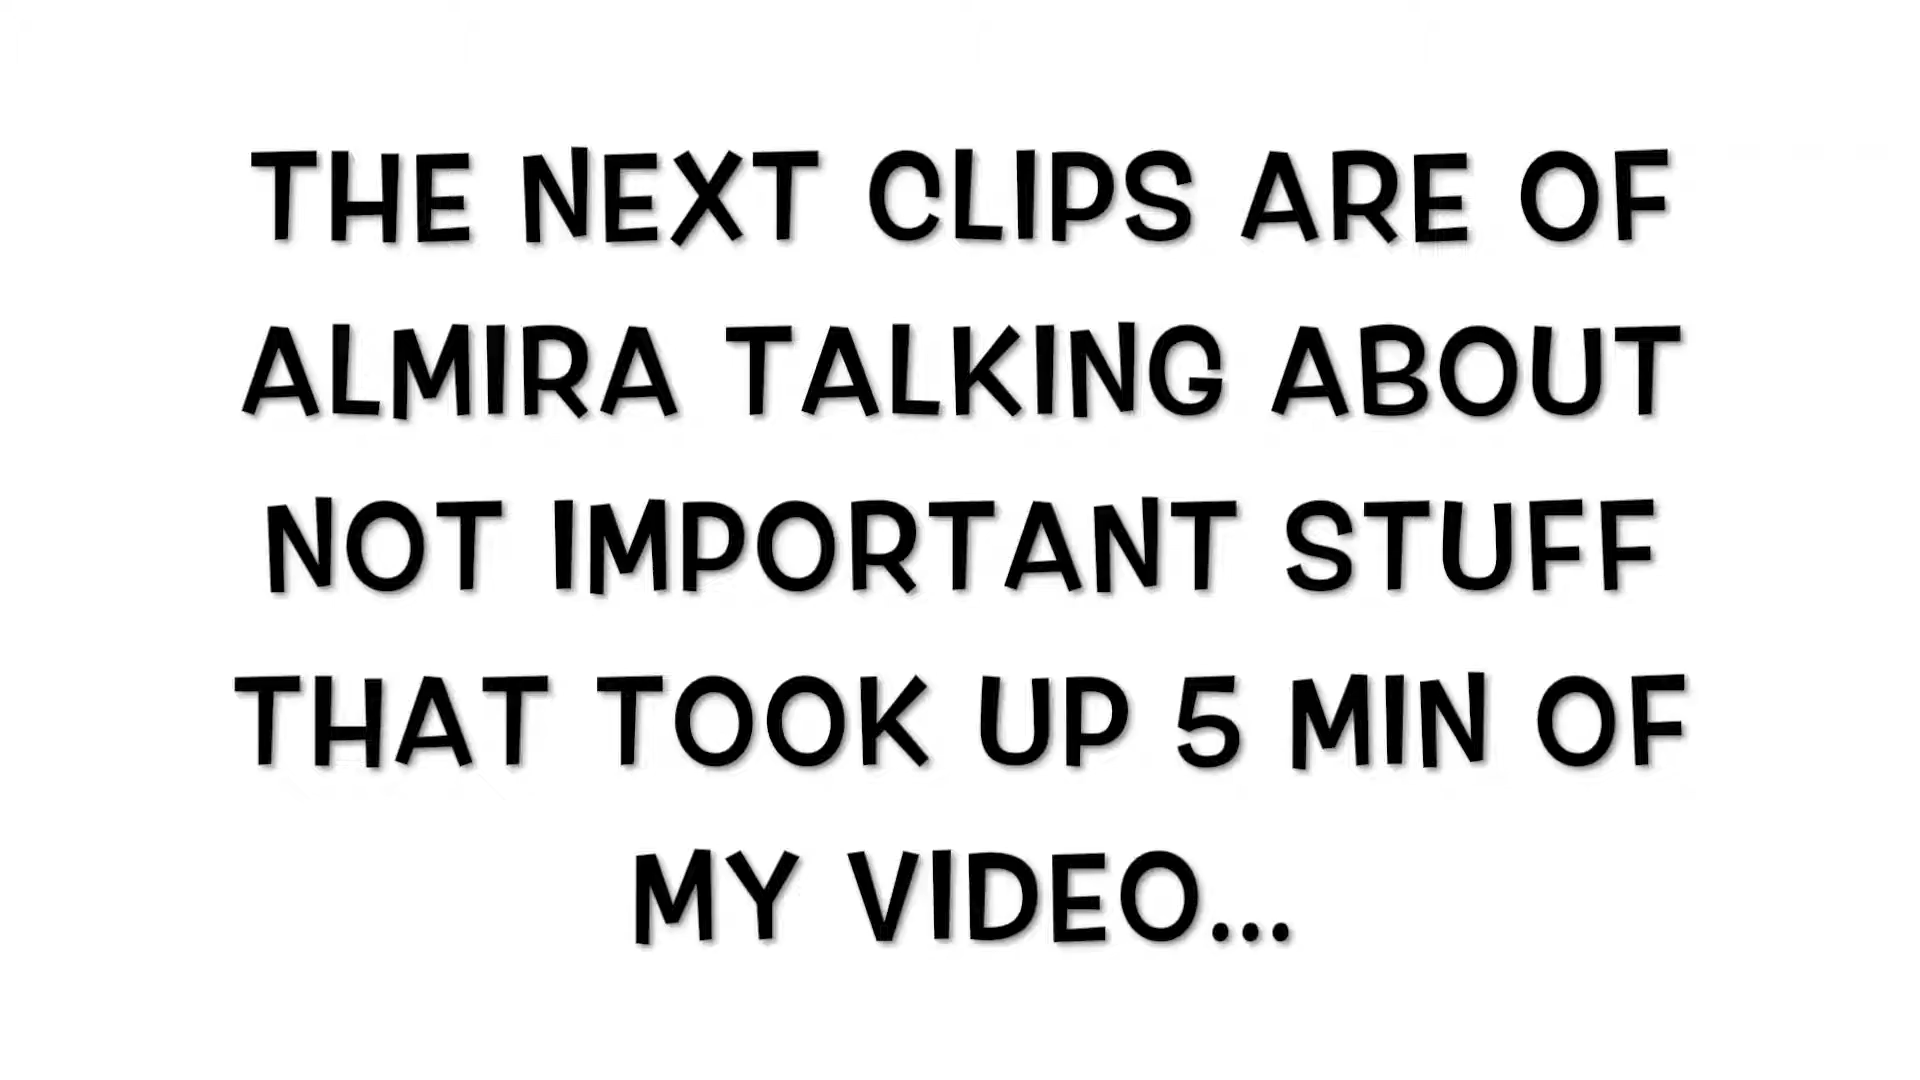 THE NEXT CLIPS ARE OF
ALMIRA TALKING ABOUT
NOT IMPORTANT STUFF
THAT TOOK UP 5 MIN OF
MY VIDEO...